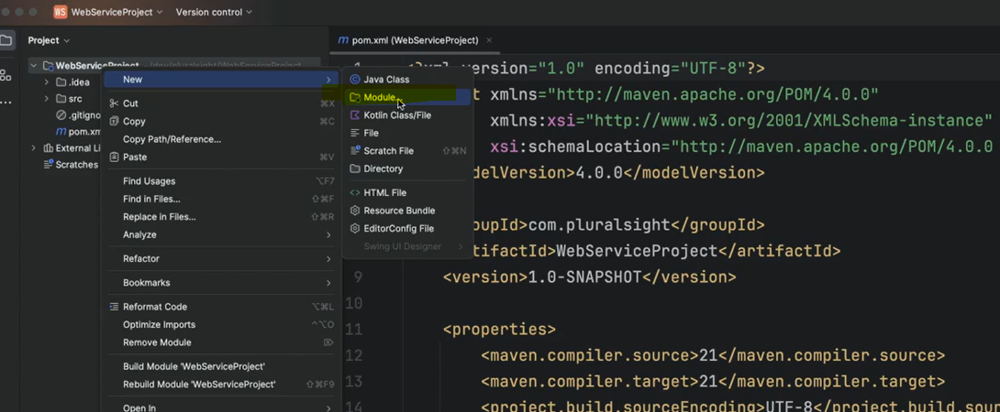 WS WebServiceProject Version control
Project
pom.xml (WebServiceProject)
WebServiceProject ~/dev/pluralsight/WebServiceProject
.idea
src
.gitigno
pom.xm
External Li
Scratches
New
Cut ⌘X
Copy ⌘C
Copy Path/Reference...
Paste ⌘V
Find Usages ⌥F7
Find in Files... ⇧⌘F
Replace in Files... ⇧⌘R
Analyze
Refactor
Bookmarks
Reformat Code ⌥⌘L
Optimize Imports ^⌥O
Remove Module ⌦
Build Module 'WebServiceProject'
Rebuild Module 'WebServiceProject' ⇧⌘F9
Open In
Java Class
Module...
Kotlin Class/File
File
Scratch File ⇧⌘N
Directory
HTML File
Resource Bundle
EditorConfig File
Swing UI Designer
1 <?xml version="1.0" encoding="UTF-8"?>
t xmlns="http://maven.apache.org/POM/4.0.0"
xmlns:xsi="http://www.w3.org/2001/XMLSchema-instance"
xsi:schemaLocation="http://maven.apache.org/POM/4.0.0
delVersion>4.0.0</modelVersion>
oupId>com.pluralsight</groupId>
tifactId>WebServiceProject</artifactId>
9 <version>1.0-SNAPSHOT</version>
10
11 <properties>
12 <maven.compiler.source>21</maven.compiler.source>
13 <maven.compiler.target>21</maven.compiler.target>
14 <project.build.sourceEncoding>UTF-8</project.build.sour